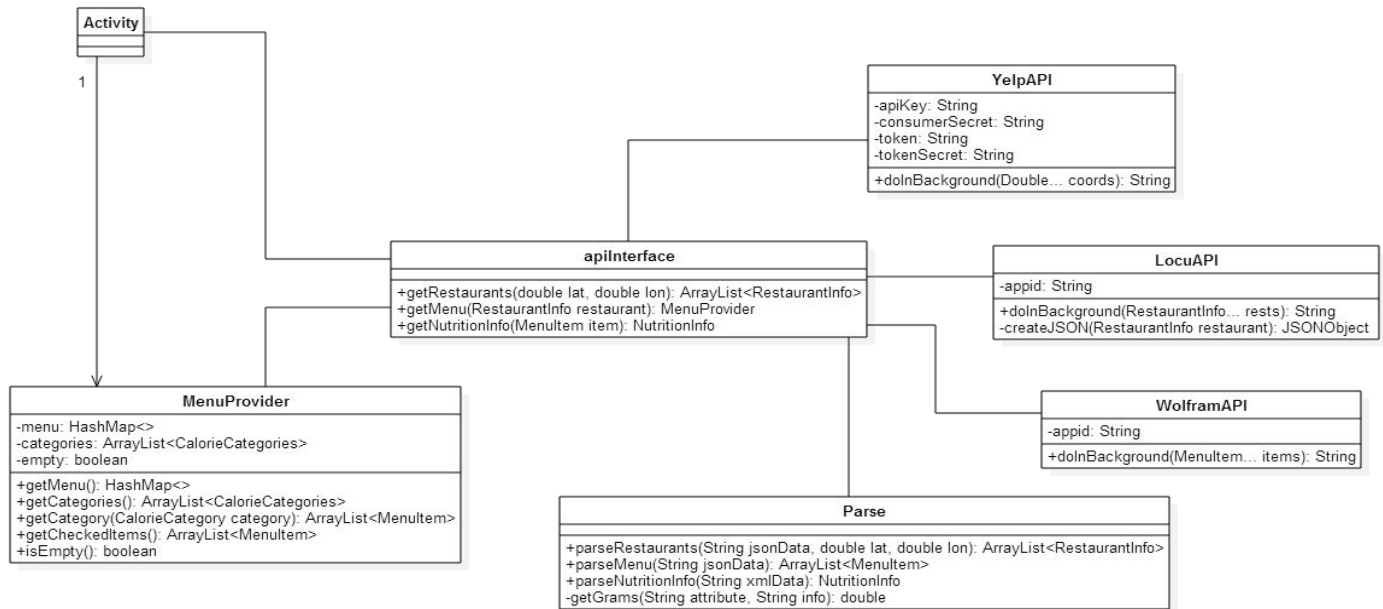 Activity
1
YelpAPI
-apiKey: String
-consumerSecret: String
-token: String
-tokenSecret: String
+doInBackground(Double... coords): String
apiInterface
+getRestaurants(double lat, double lon): ArrayList<RestaurantInfo>
+getMenu(RestaurantInfo restaurant): MenuProvider
+getNutritionInfo(MenuItem item): NutritionInfo
LocuAPI
-appid: String
+doInBackground(RestaurantInfo... rests): String
-createJSON(RestaurantInfo restaurant): JSONObject
MenuProvider
-menu: HashMap<>
-categories: ArrayList<CalorieCategories>
-empty: boolean
+getMenu(): HashMap<>
+getCategories(): ArrayList<CalorieCategories>
+getCategory(CalorieCategory category): ArrayList<MenuItem>
+getCheckedItems(): ArrayList<MenuItem>
+isEmpty(): boolean
WolframAPI
-appid: String
+doInBackground(MenuItem... items): String
Parse
+parseRestaurants(String jsonData, double lat, double lon): ArrayList<RestaurantInfo>
+parseMenu(String jsonData): ArrayList<MenuItem>
+parseNutritionInfo(String xmlData): NutritionInfo
-getGrams(String attribute, String info): double